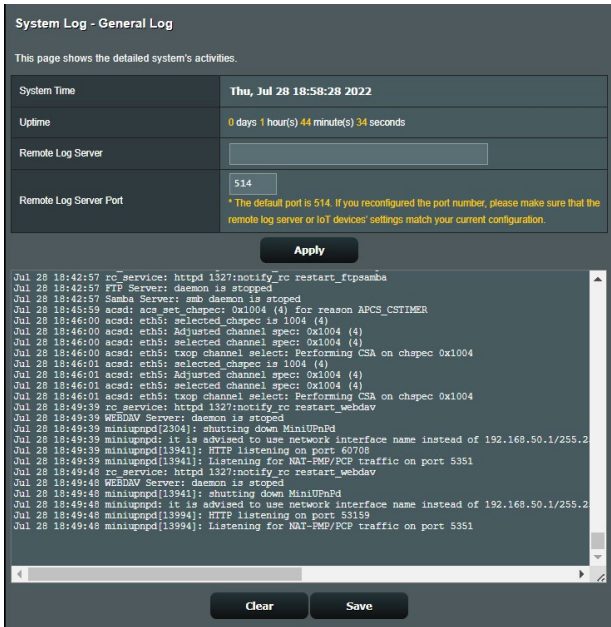 System Log - General Log
This page shows the detailed system's activities.
System Time
Thu, Jul 28 18:58:28 2022
Uptime
0 days 1 hour(s) 44 minute(s) 34 seconds
Remote Log Server
Remote Log Server Port
514
* The default port is 514. If you reconfigured the port number, please make sure that the
remote log server or IoT devices' settings match your current configuration.
Apply
Jul 28 18:42:57 rc_service: httpd 1327:notify_rc restart_ftpsamba
Jul 28 18:42:57 FTP Server: daemon is stopped
Jul 28 18:42:57 Samba Server: smb daemon is stoped
Jul 28 18:45:59 acsd: acs_set_chspec: 0x1004 (4) for reason APCS_CSTIMER
Jul 28 18:46:00 acsd: eth5: selected_chspec is 1004 (4)
Jul 28 18:46:00 acsd: eth5: Adjusted channel spec: 0x1004 (4)
Jul 28 18:46:00 acsd: eth5: selected channel spec: 0x1004 (4)
Jul 28 18:46:00 acsd: eth5: txop channel select: Performing CSA on chspec 0x1004
Jul 28 18:46:01 acsd: eth5: selected_chspec is 1004 (4)
Jul 28 18:46:01 acsd: eth5: Adjusted channel spec: 0x1004 (4)
Jul 28 18:46:01 acsd: eth5: selected channel spec: 0x1004 (4)
Jul 28 18:46:01 acsd: eth5: txop channel select: Performing CSA on chspec 0x1004
Jul 28 18:49:39 rc_service: httpd 1327:notify_rc restart_webdav
Jul 28 18:49:39 WEBDAV Server: daemon is stoped
Jul 28 18:49:39 miniupnpd[2304]: shutting down MiniUPnPd
Jul 28 18:49:39 miniupnpd: it is advised to use network interface name instead of 192.168.50.1/255.2
Jul 28 18:49:39 miniupnpd[13941]: HTTP listening on port 60708
Jul 28 18:49:39 miniupnpd[13941]: Listening for NAT-PMP/PCP traffic on port 5351
Jul 28 18:49:48 rc_service: httpd 1327:notify_rc restart_webdav
Jul 28 18:49:48 WEBDAV Server: daemon is stoped
Jul 28 18:49:48 miniupnpd[13941]: shutting down MiniUPnPd
Jul 28 18:49:48 miniupnpd: it is advised to use network interface name instead of 192.168.50.1/255.2
Jul 28 18:49:48 miniupnpd[13994]: HTTP listening on port 53159
Jul 28 18:49:48 miniupnpd[13994]: Listening for NAT-PMP/PCP traffic on port 5351
Clear
Save